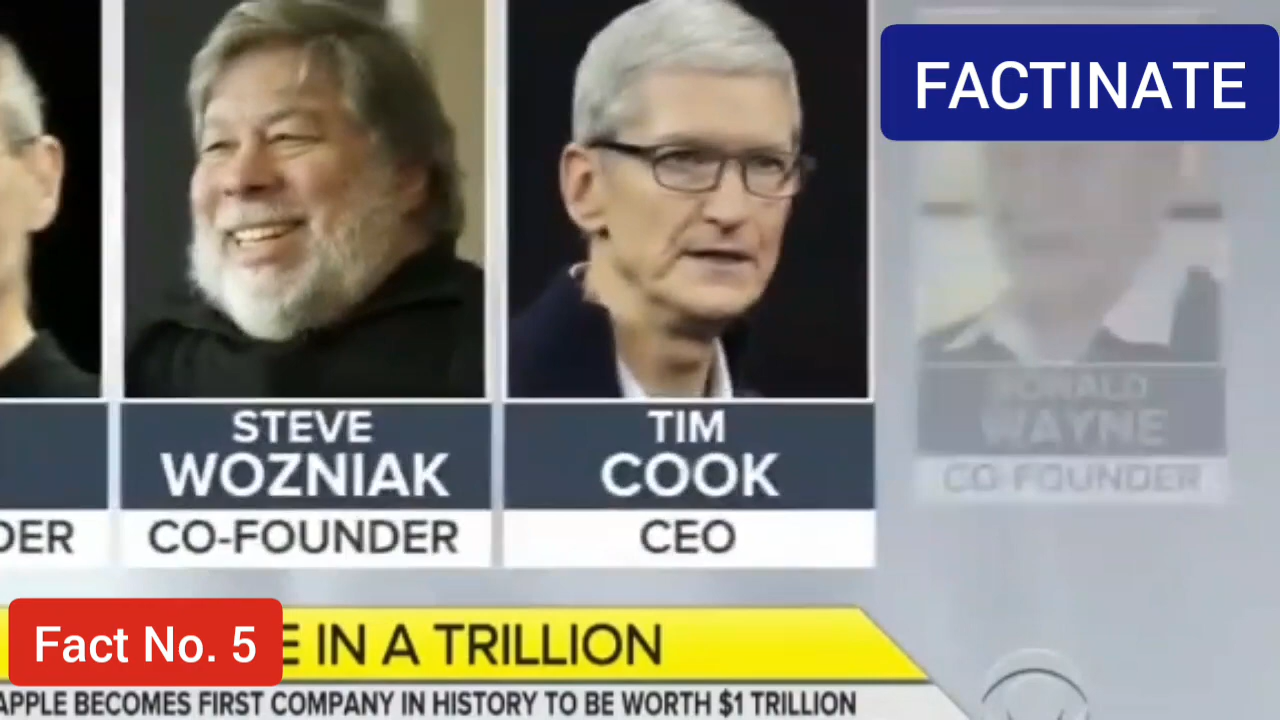 FACTINATE
STEVE
WOZNIAK
CO-FOUNDER
TIM
COOK
CEO
RONALD
WAYNE
CO-FOUNDER
DER
Fact No. 5
E IN A TRILLION
APPLE BECOMES FIRST COMPANY IN HISTORY TO BE WORTH $1 TRILLION